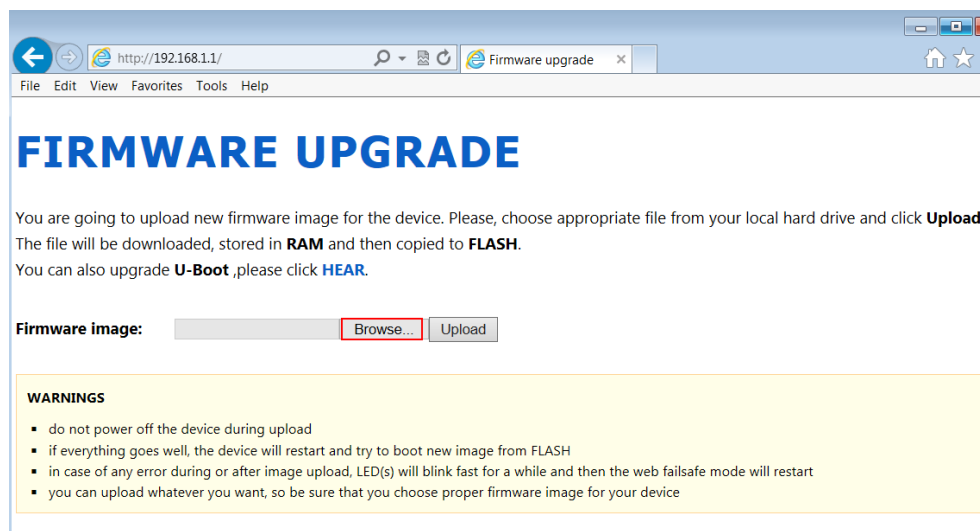 http://192.168.1.1/
Firmware upgrade
File Edit View Favorites Tools Help
FIRMWARE UPGRADE
You are going to upload new firmware image for the device. Please, choose appropriate file from your local hard drive and click Upload
The file will be downloaded, stored in RAM and then copied to FLASH.
You can also upgrade U-Boot ,please click HEAR.
Firmware image: Browse... Upload
WARNINGS
do not power off the device during upload
if everything goes well, the device will restart and try to boot new image from FLASH
in case of any error during or after image upload, LED(s) will blink fast for a while and then the web failsafe mode will restart
you can upload whatever you want, so be sure that you choose proper firmware image for your device